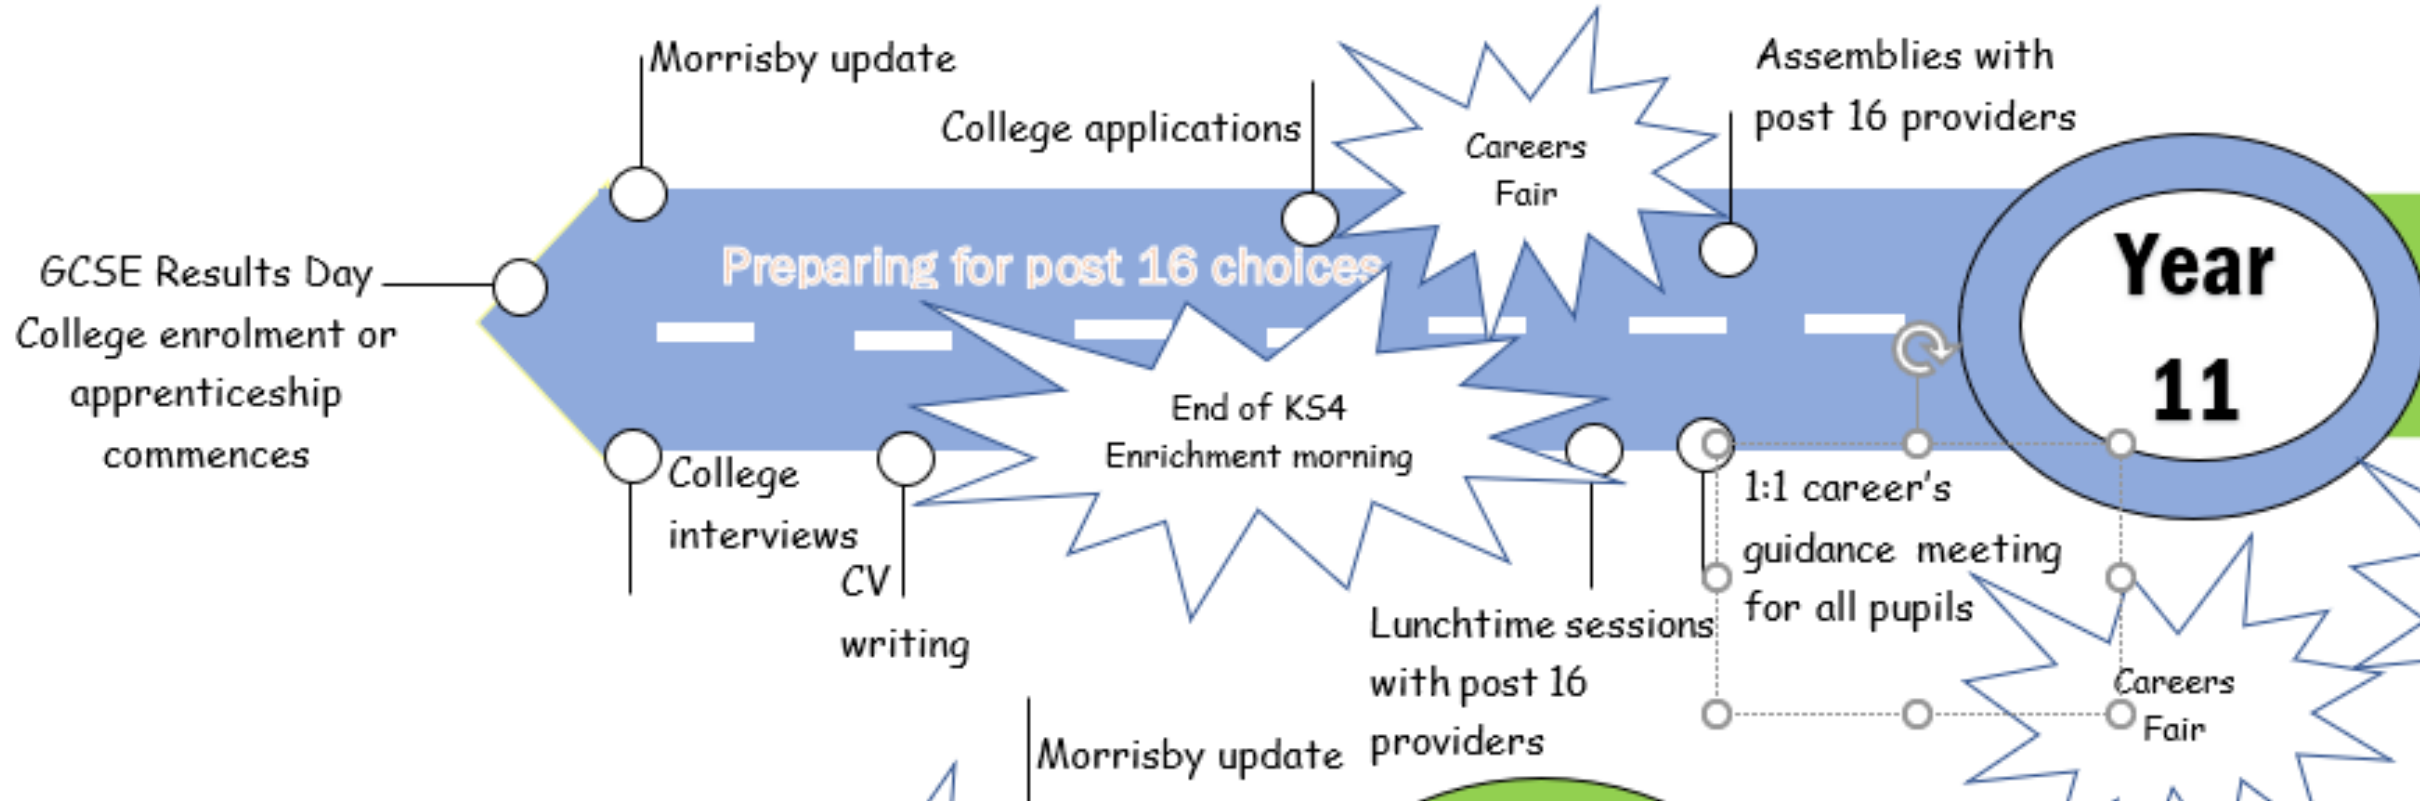 Morrisby update
College applications
Careers
Fair
Assemblies with
post 16 providers
Preparing for post 16 choices
Year
11
GCSE Results Day
College enrolment or
apprenticeship
commences
College
interviews
CV
writing
End of KS4
Enrichment morning
Lunchtime sessions
with post 16
providers
1:1 career's
guidance meeting
for all pupils
Careers
Fair
Morrisby update